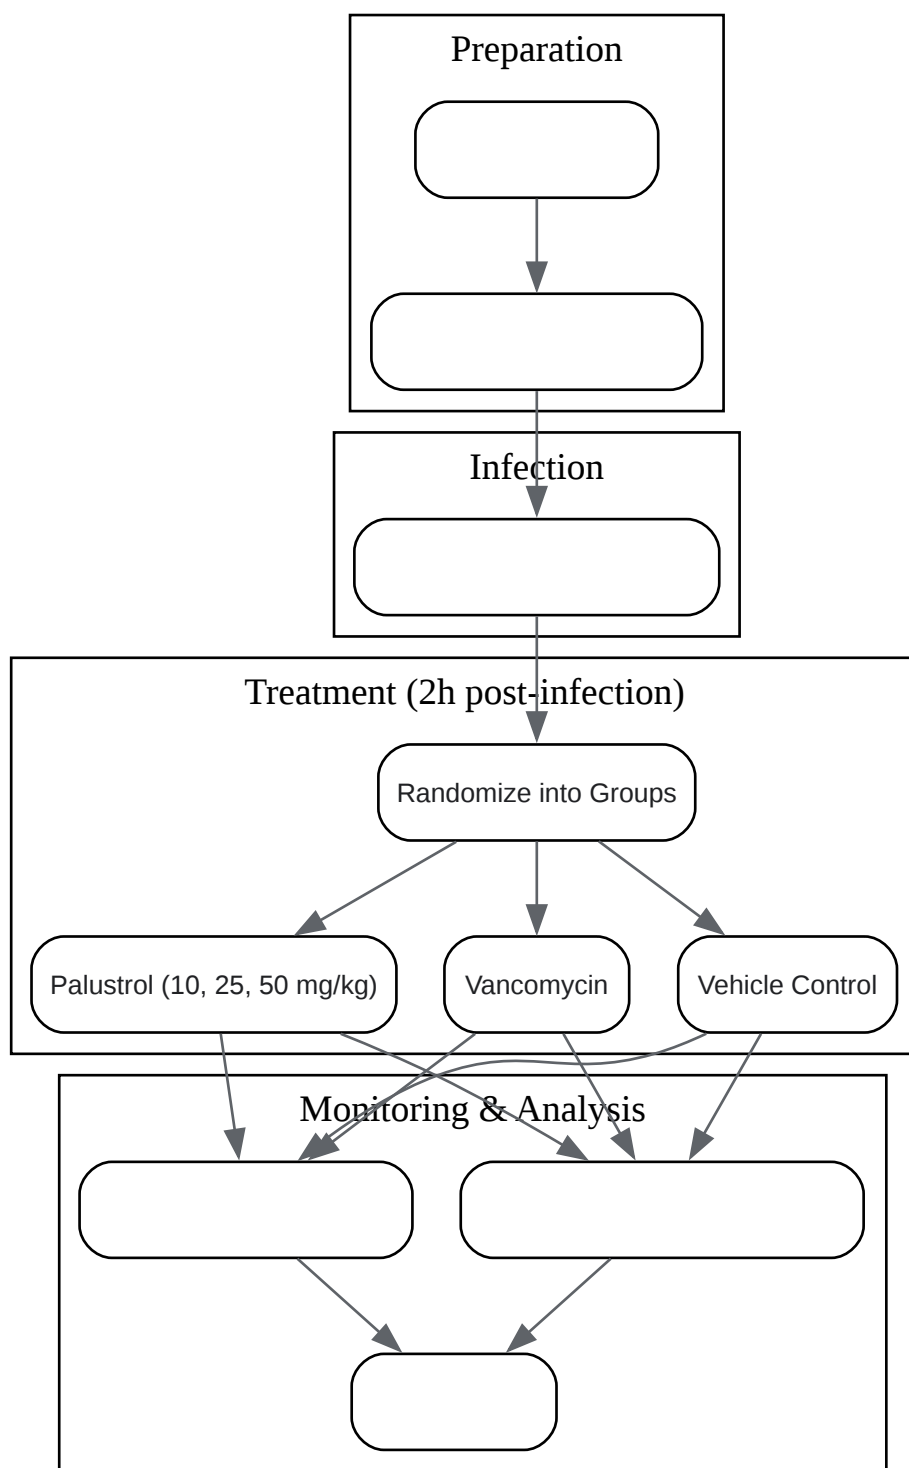 Preparation
Infection
Treatment (2h post-infection)
Randomize into Groups
Palustrol (10, 25, 50 mg/kg)
Vancomycin
Vehicle Control
Monitoring & Analysis